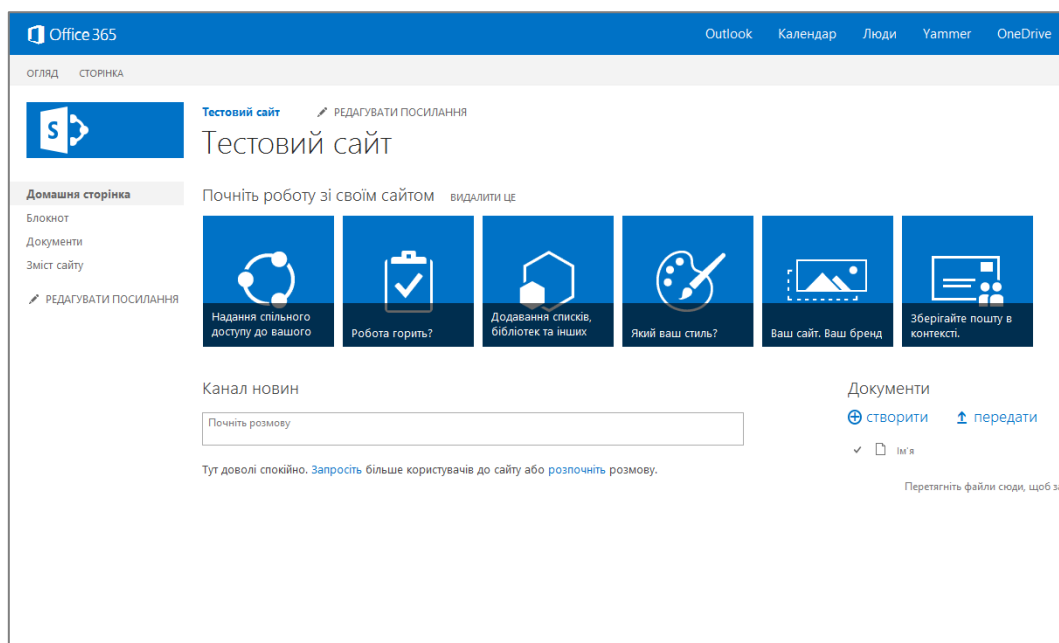 Office 365
Outlook Календар Люди Yammer OneDrive
ОГЛЯД СТОРІНКА
S
Тестовий сайт РЕДАГУВАТИ ПОСИЛАННЯ
Тестовий сайт
Домашня сторінка
Блокнот
Документи
Зміст сайту
РЕДАГУВАТИ ПОСИЛАННЯ
Почніть роботу зі своїм сайтом ВИДАЛИТИ ЦЕ
Надання спільного
доступу до вашого
Робота горить?
Додавання списків,
бібліотек та інших
Який ваш стиль?
Ваш сайт. Ваш бренд
Зберігайте пошту в
контексті.
Канал новин
Почніть розмову
Тут доволі спокійно. Запросіть більше користувачів до сайту або розпочніть розмову.
Документи
створити передати
Ім'я
Перетягніть файли сюди, щоб за